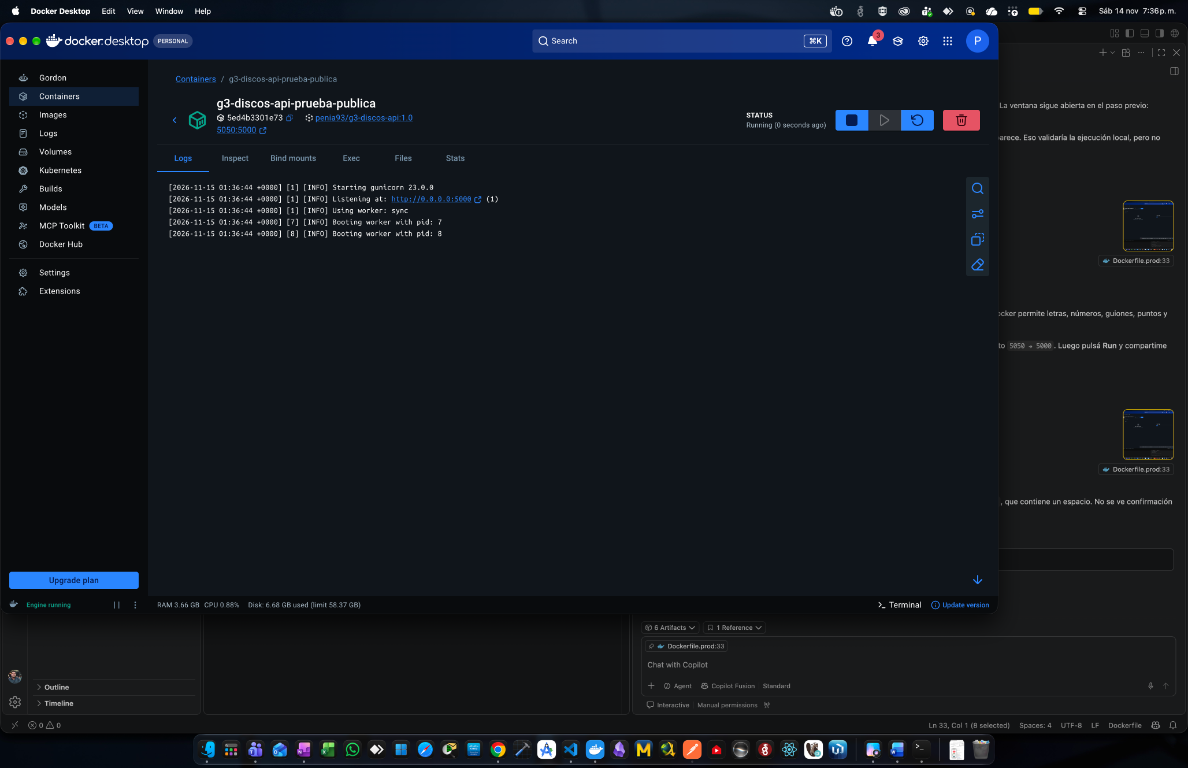 Docker Desktop Edit View Window Help
Sáb 14 nov 7:36 p.m.
docker.desktop PERSONAL
Search ⌘K
3
P
Gordon
Containers
Images
Logs
Volumes
Kubernetes
Builds
Models
MCP Toolkit BETA
Docker Hub
Settings
Extensions
Upgrade plan
Containers / g3-discos-api-prueba-publica
g3-discos-api-prueba-publica
5ed4b3301e73 penia93/g3-discos-api:1.0
5050:5000
STATUS
Running (0 seconds ago)
Logs Inspect Bind mounts Exec Files Stats
[2026-11-15 01:36:44 +0000] [1] [INFO] Starting gunicorn 23.0.0
[2026-11-15 01:36:44 +0000] [1] [INFO] Listening at: http://0.0.0.0:5000 (1)
[2026-11-15 01:36:44 +0000] [1] [INFO] Using worker: sync
[2026-11-15 01:36:44 +0000] [7] [INFO] Booting worker with pid: 7
[2026-11-15 01:36:44 +0000] [8] [INFO] Booting worker with pid: 8
Engine running
RAM 3.66 GB CPU 0.88% Disk: 6.68 GB used (limit 58.37 GB)
Terminal Update version
La ventana sigue abierta en el paso previo:
parece. Eso validaría la ejecución local, pero no
Dockerfile.prod:33
ocker permite letras, números, guiones, puntos y
to 5050 → 5000. Luego pulsá Run y compartime
Dockerfile.prod:33
, que contiene un espacio. No se ve confirmación
6 Artifacts 1 Reference
Dockerfile.prod:33
Chat with Copilot
Agent Copilot Fusion Standard
Interactive Manual permissions
Outline
Timeline
0 0
Ln 33, Col 1 (8 selected) Spaces: 4 UTF-8 LF Dockerfile